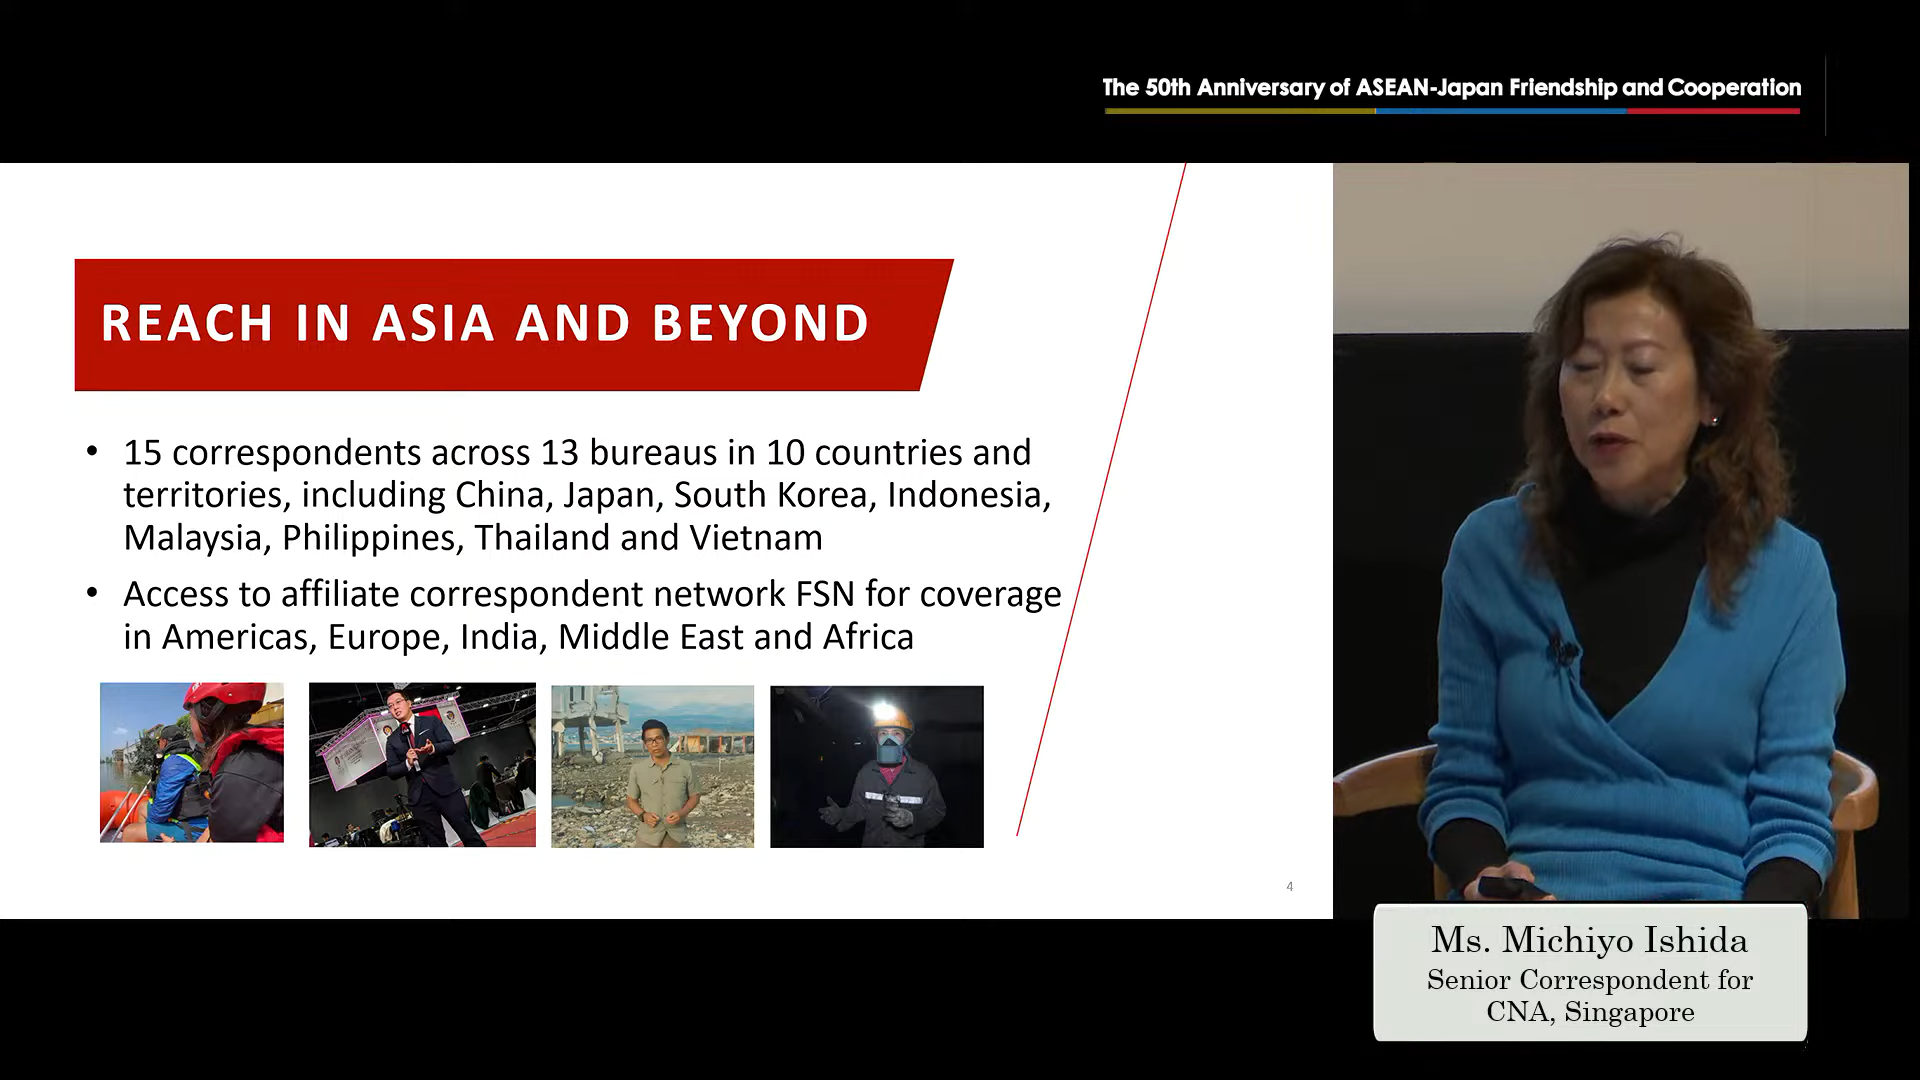 The 50th Anniversary of ASEAN-Japan Friendship and Cooperation
REACH IN ASIA AND BEYOND
• 15 correspondents across 13 bureaus in 10 countries and
territories, including China, Japan, South Korea, Indonesia,
Malaysia, Philippines, Thailand and Vietnam
• Access to affiliate correspondent network FSN for coverage
in Americas, Europe, India, Middle East and Africa
4
Ms. Michiyo Ishida
Senior Correspondent for
CNA, Singapore